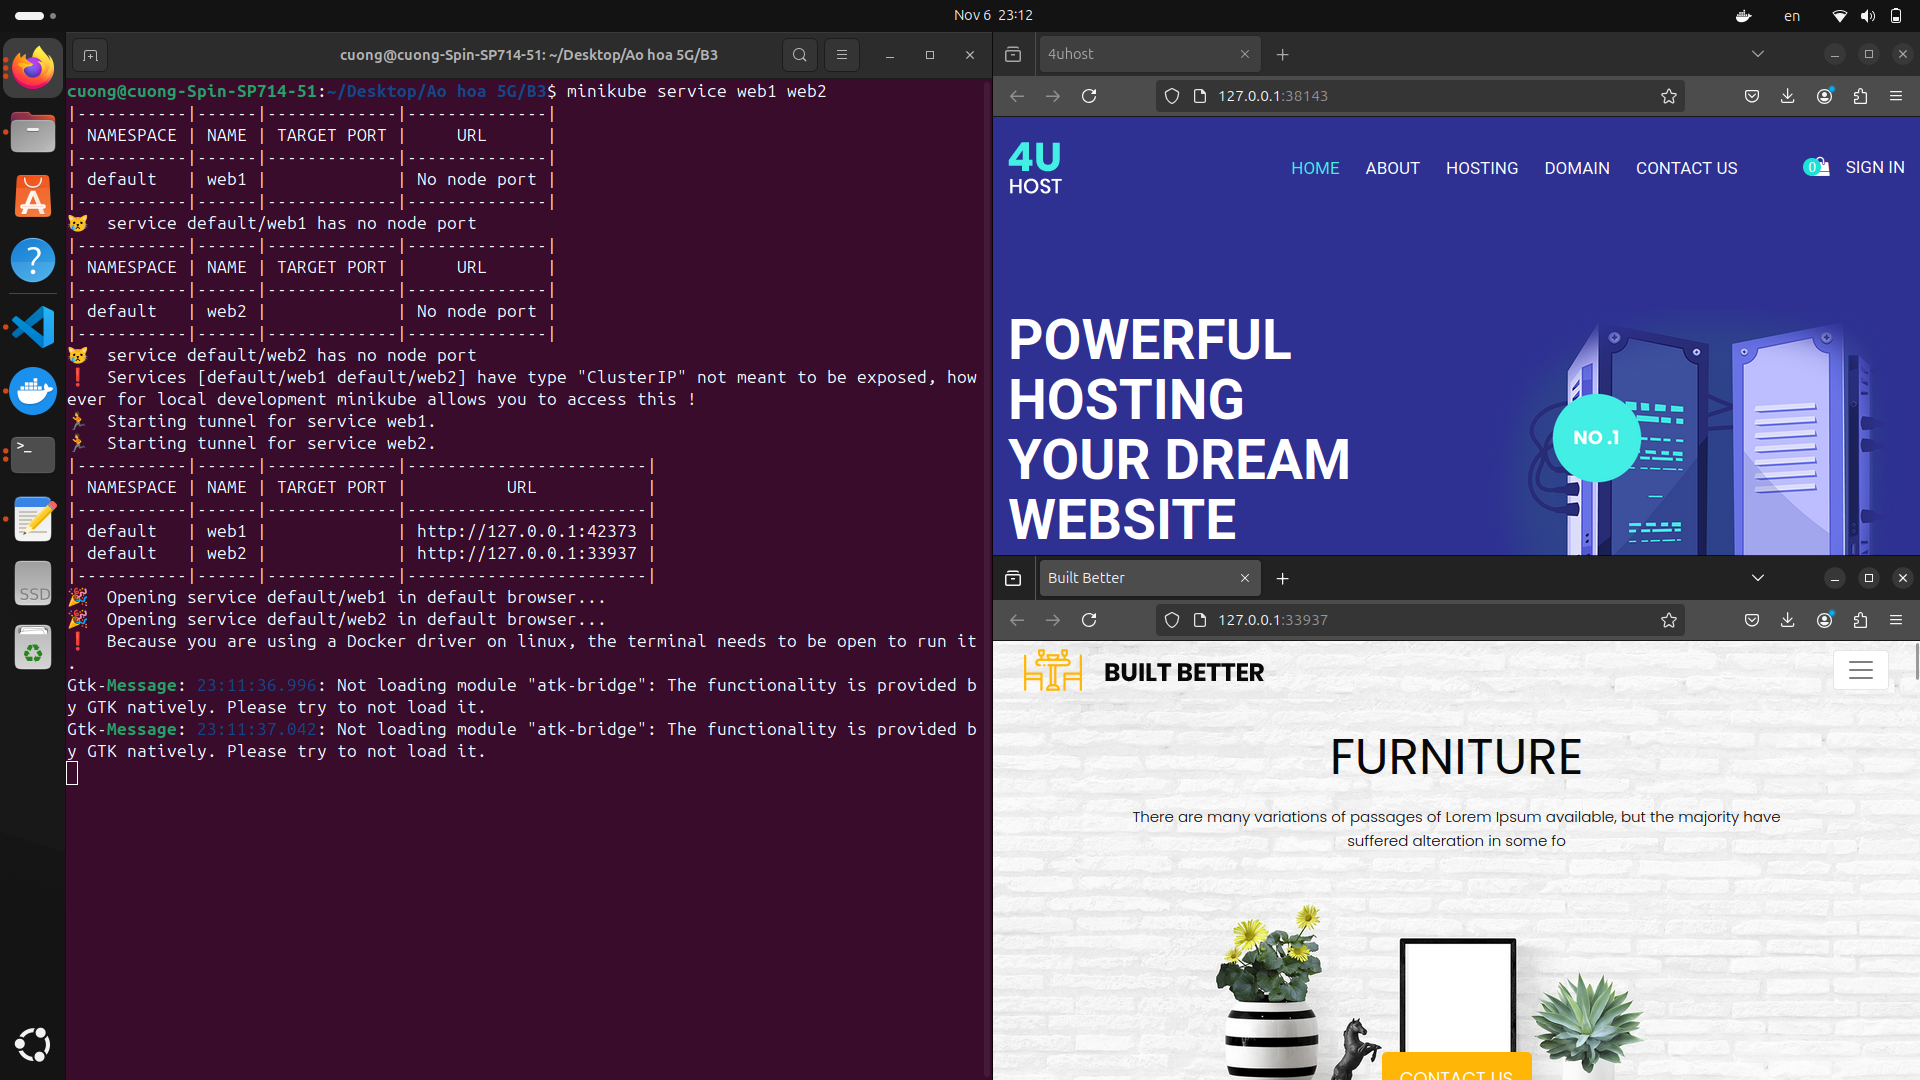 Nov 6  23:12
en
cuong@cuong-Spin-SP714-51: ~/Desktop/Ao hoa 5G/B3
cuong@cuong-Spin-SP714-51:~/Desktop/Ao hoa 5G/B3$ minikube service web1 web2
|-----------|------|-------------|--------------|
| NAMESPACE | NAME | TARGET PORT |     URL      |
|-----------|------|-------------|--------------|
| default   | web1 |             | No node port |
|-----------|------|-------------|--------------|
😿  service default/web1 has no node port
|-----------|------|-------------|--------------|
| NAMESPACE | NAME | TARGET PORT |     URL      |
|-----------|------|-------------|--------------|
| default   | web2 |             | No node port |
|-----------|------|-------------|--------------|
😿  service default/web2 has no node port
❗  Services [default/web1 default/web2] have type "ClusterIP" not meant to be exposed, how
ever for local development minikube allows you to access this !
🏃  Starting tunnel for service web1.
🏃  Starting tunnel for service web2.
|-----------|------|-------------|------------------------|
| NAMESPACE | NAME | TARGET PORT |          URL           |
|-----------|------|-------------|------------------------|
| default   | web1 |             | http://127.0.0.1:42373 |
| default   | web2 |             | http://127.0.0.1:33937 |
|-----------|------|-------------|------------------------|
🎉  Opening service default/web1 in default browser...
🎉  Opening service default/web2 in default browser...
❗  Because you are using a Docker driver on linux, the terminal needs to be open to run it
.
Gtk-Message: 23:11:36.996: Not loading module "atk-bridge": The functionality is provided b
y GTK natively. Please try to not load it.
Gtk-Message: 23:11:37.042: Not loading module "atk-bridge": The functionality is provided b
y GTK natively. Please try to not load it.
SSD
4uhost
127.0.0.1:38143
4U
HOST
HOME
ABOUT
HOSTING
DOMAIN
CONTACT US
0
SIGN IN
POWERFUL
HOSTING
YOUR DREAM
WEBSITE
NO .1
Built Better
127.0.0.1:33937
BUILT BETTER
FURNITURE
There are many variations of passages of Lorem Ipsum available, but the majority have
suffered alteration in some fo
CONTACT US